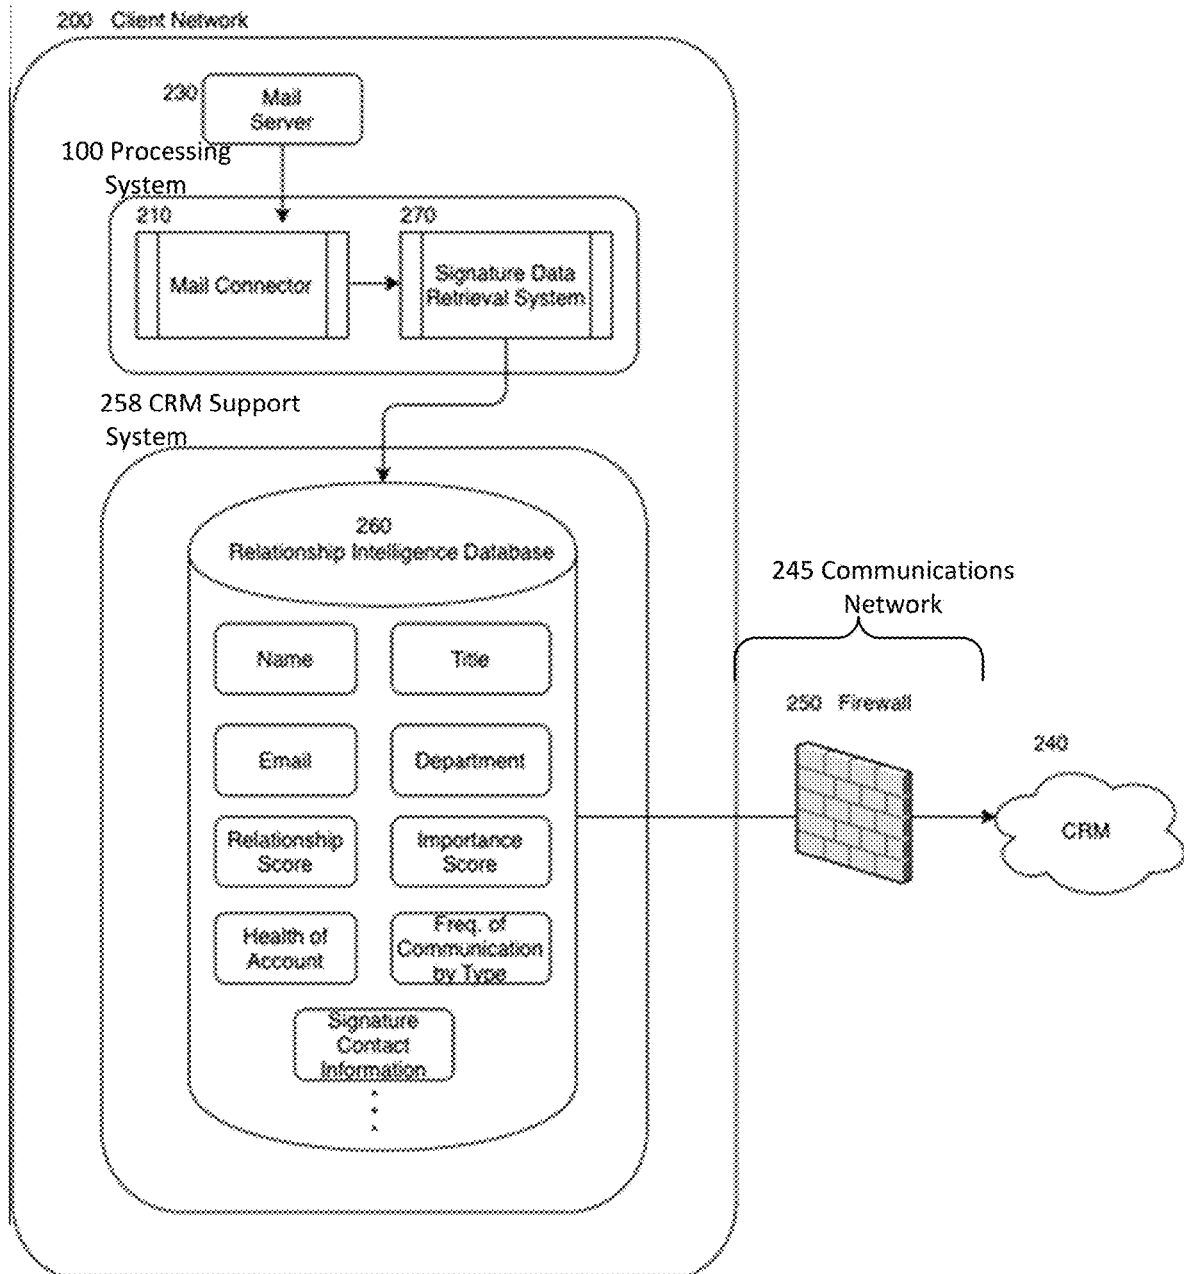 200 Client Network
230
Mail
Server
100 Processing
System
210
270
Mail Connector
Signature Data
Retrieval System
258 CRM Support
System
260
Relationship Intelligence Database
245 Communications
Network
Name
Title
250 Firewall
240
Email
Department
CRM
Relationship
Score
Importance
Score
Health of
Account
Freq. of
Communication
by Type
Signature
Contact
Information